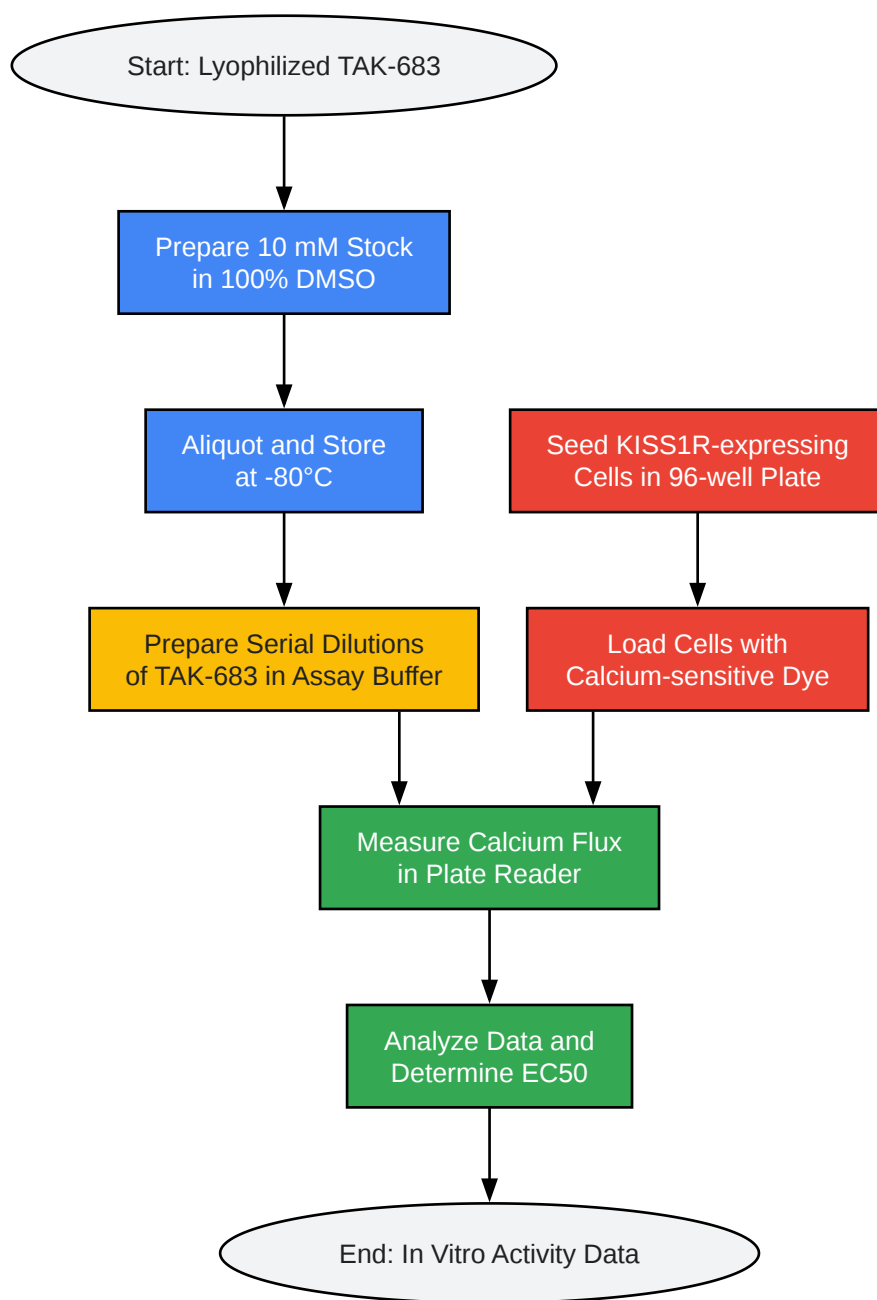 Start: Lyophilized TAK-683
Prepare 10 mM Stock
in 100% DMSO
Aliquot and Store
at -80°C
Seed KISS1R-expressing
Cells in 96-well Plate
Prepare Serial Dilutions
of TAK-683 in Assay Buffer
Load Cells with
Calcium-sensitive Dye
Measure Calcium Flux
in Plate Reader
Analyze Data and
Determine EC50
End: In Vitro Activity Data